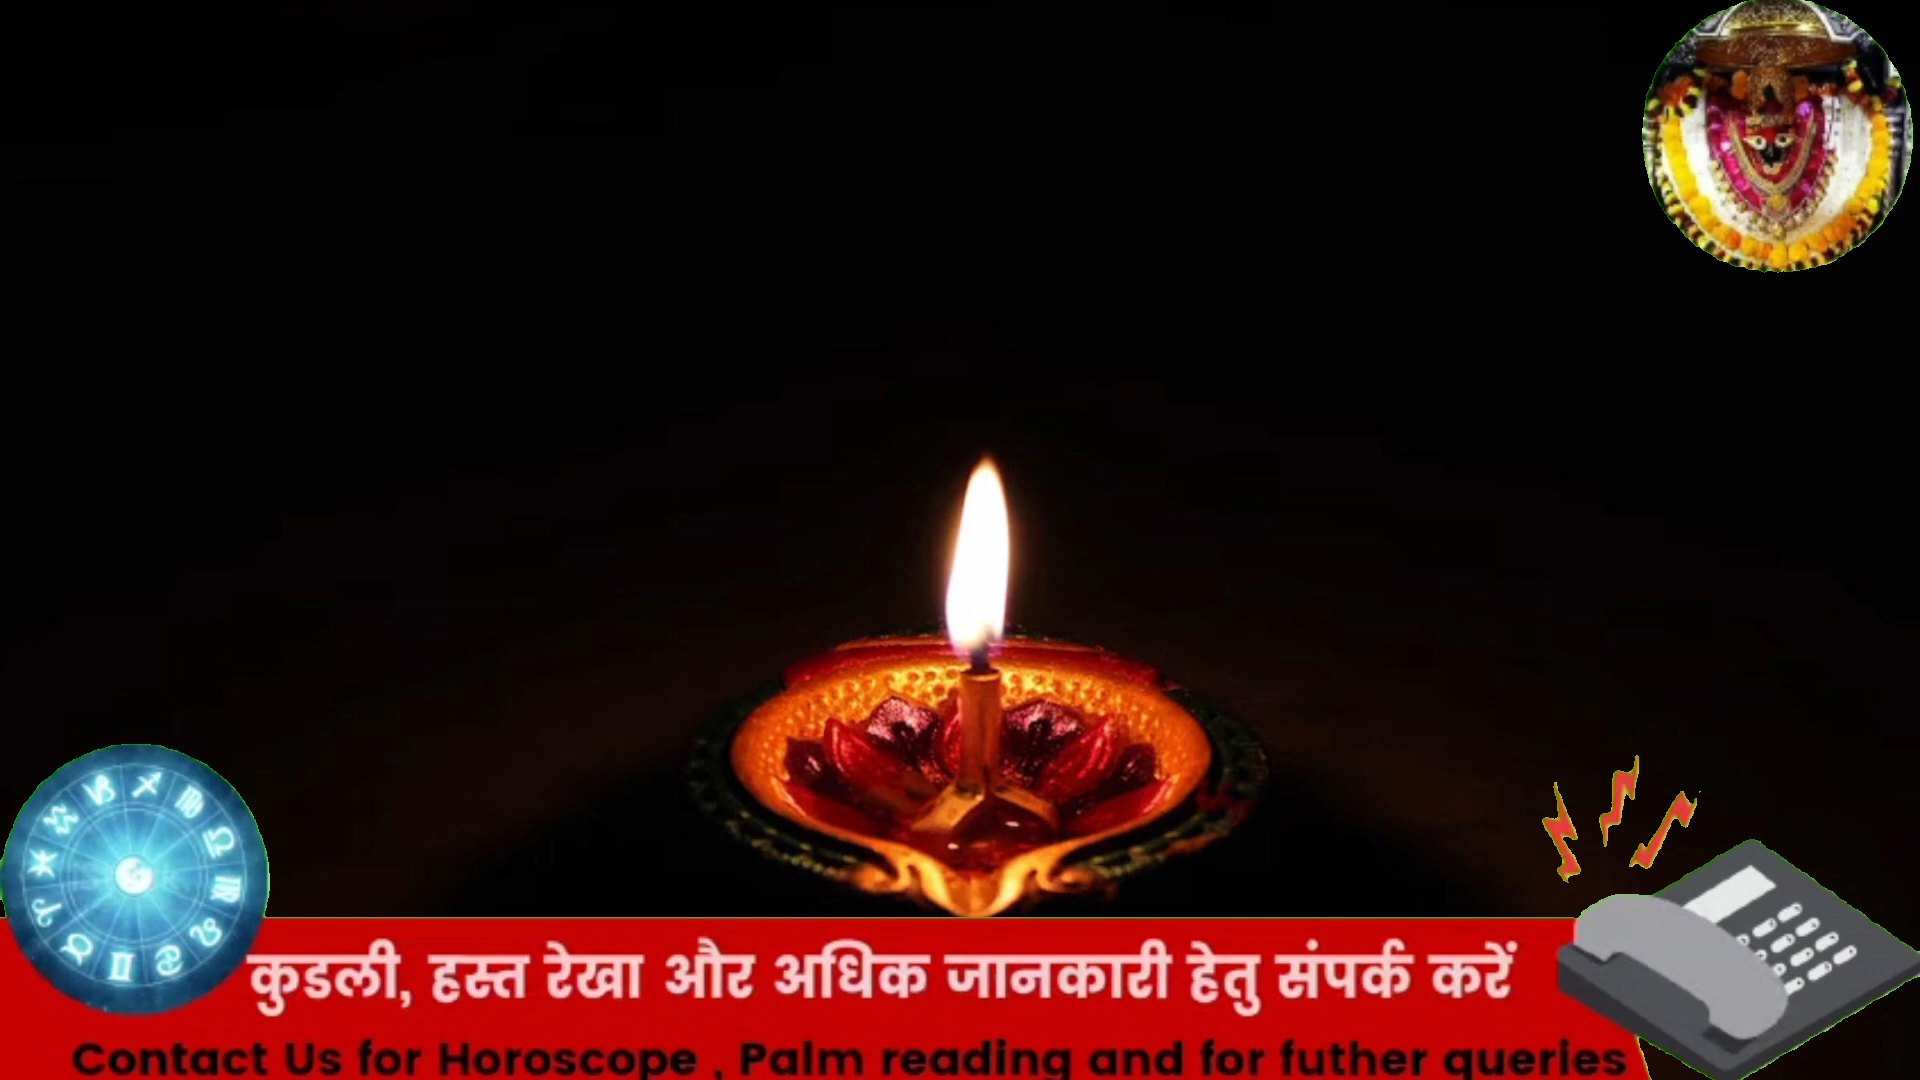 कुडली, हस्त रेखा और अधिक जानकारी हेतु संपर्क करें
Contact Us for Horoscope , Palm reading and for futher queries